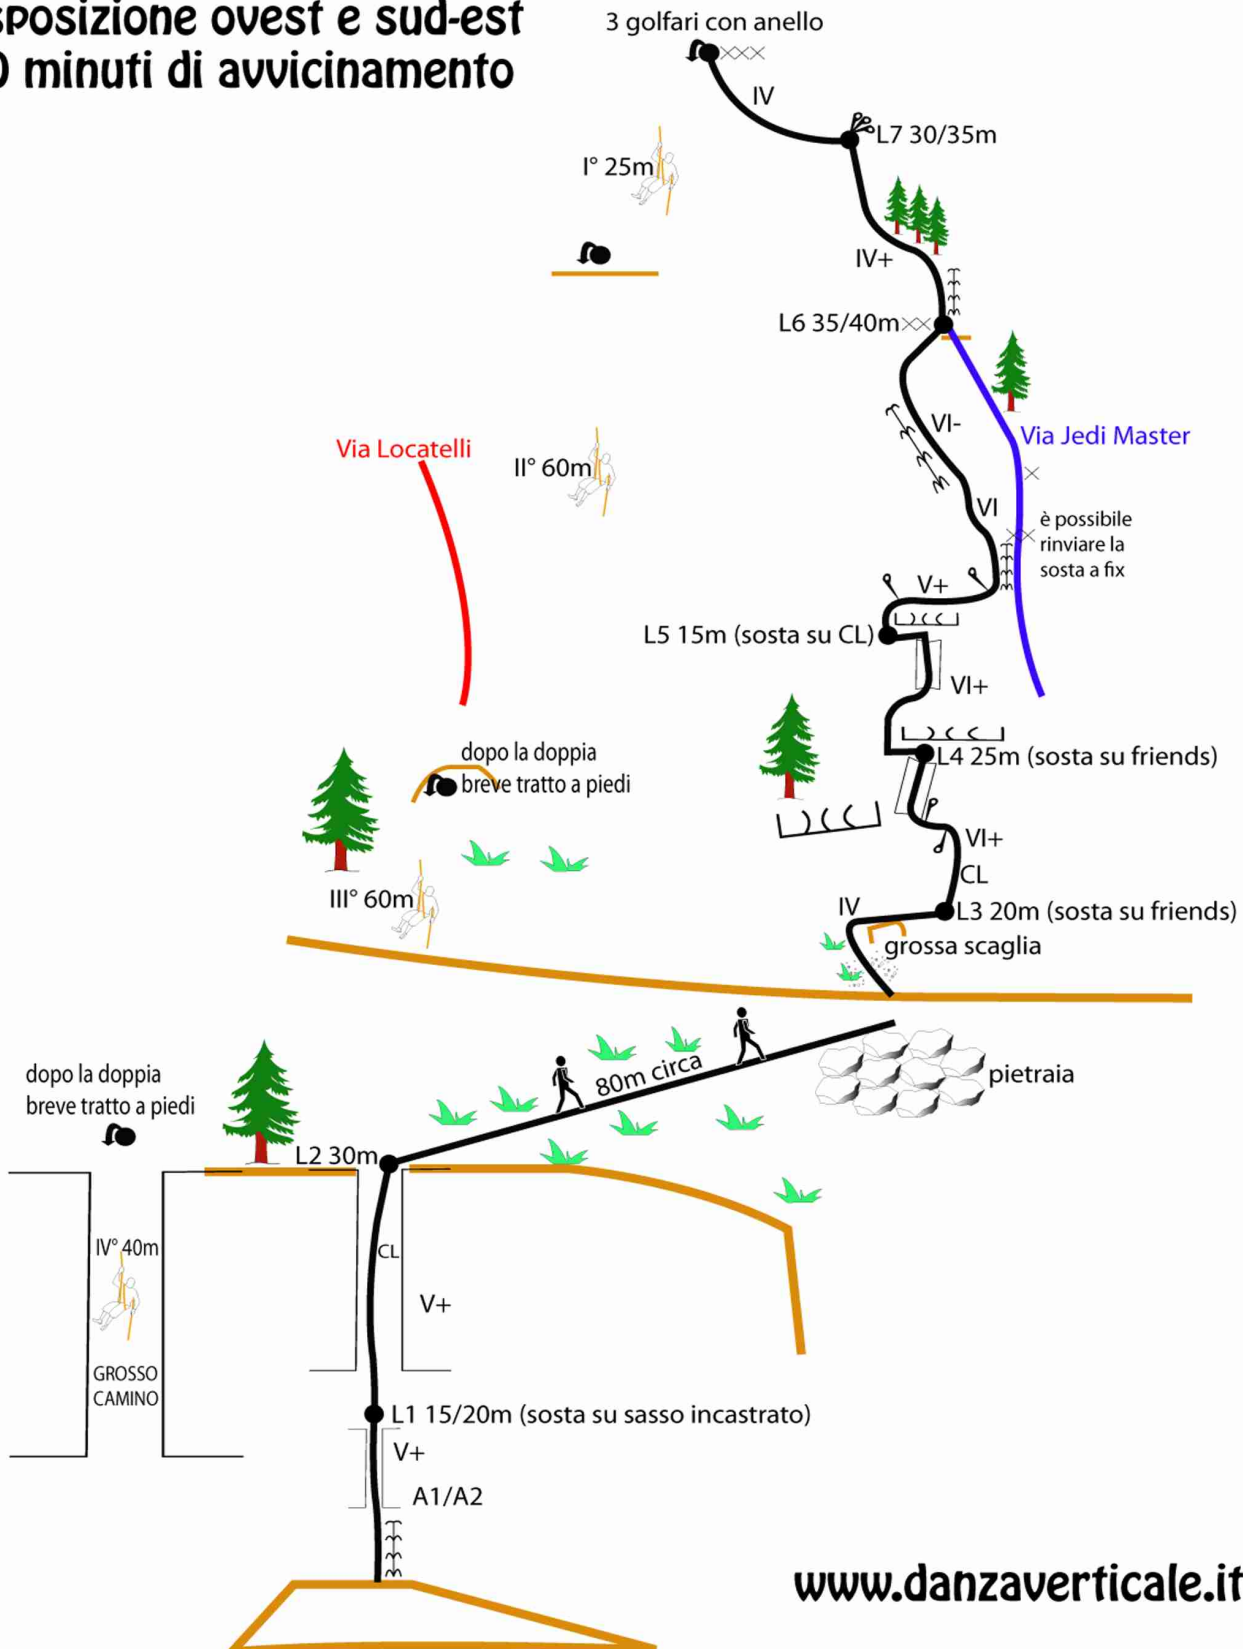 sposizione ovest e sud-est
0 minuti di avvicinamento
3 golfari con anello
IV
L7 30/35m
I° 25m
IV+
L6 35/40m
VI-
Via Jedi Master
Via Locatelli
II° 60m
VI
è possibile
rinviare la
sosta a fix
V+
L5 15m (sosta su CL)
VI+
dopo la doppia
breve tratto a piedi
L4 25m (sosta su friends)
VI+
CL
III° 60m
IV
L3 20m (sosta su friends)
grossa scaglia
80m circa
pietraia
dopo la doppia
breve tratto a piedi
L2 30m
IV° 40m
CL
V+
GROSSO
CAMINO
L1 15/20m (sosta su sasso incastrato)
V+
A1/A2
www.danzaverticale.it